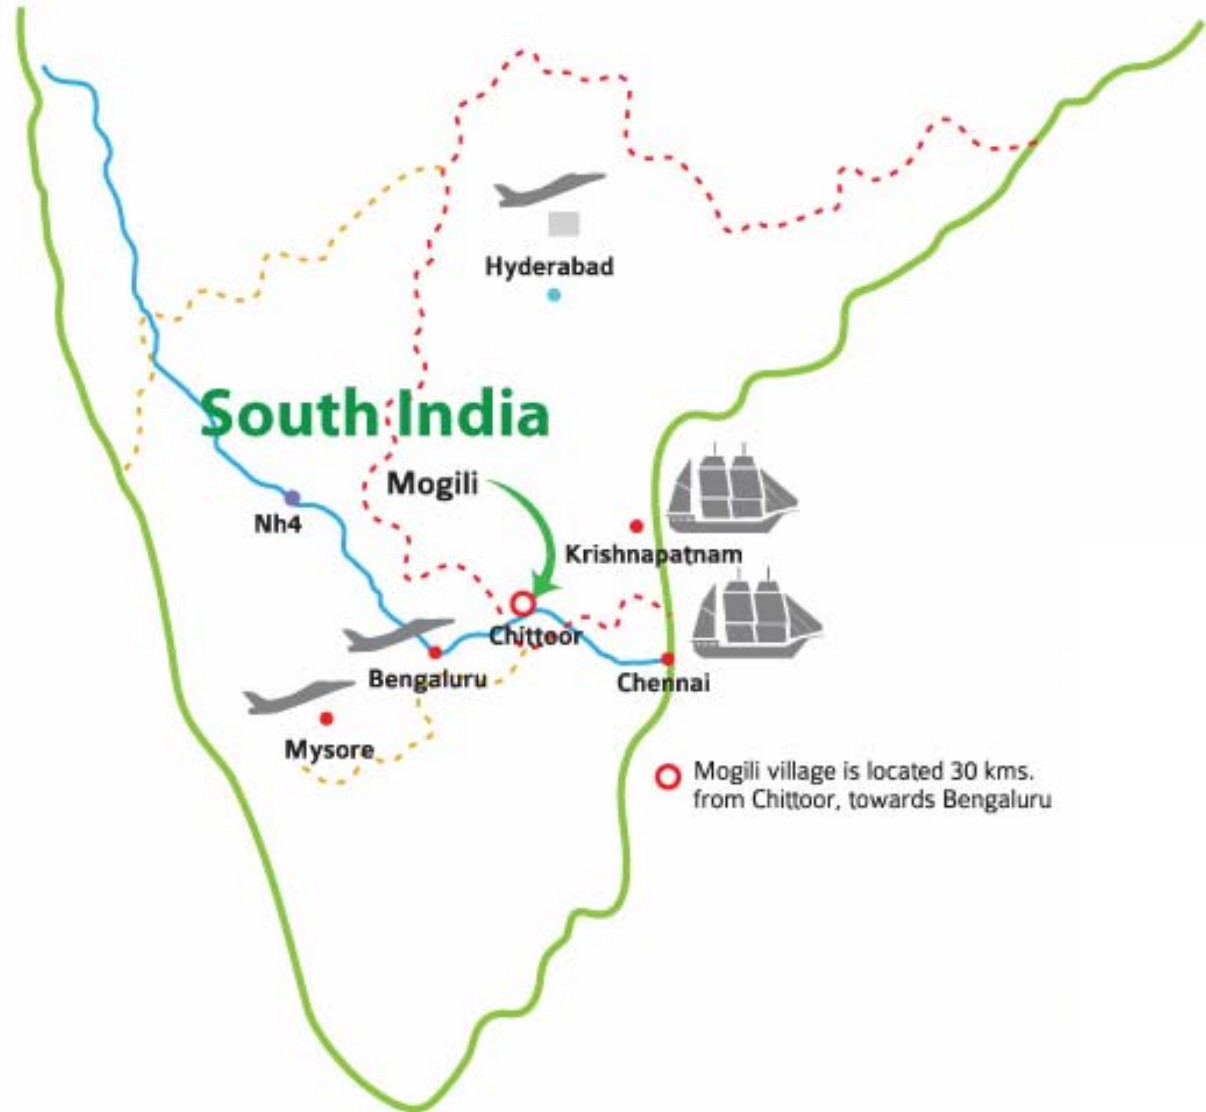 Hyderabad
South India
Mogili
Nh4
Krishnapatnam
Chittoor
Bengaluru
Chennai
Mysore
Mogili village is located 30 kms.
from Chittoor, towards Bengaluru